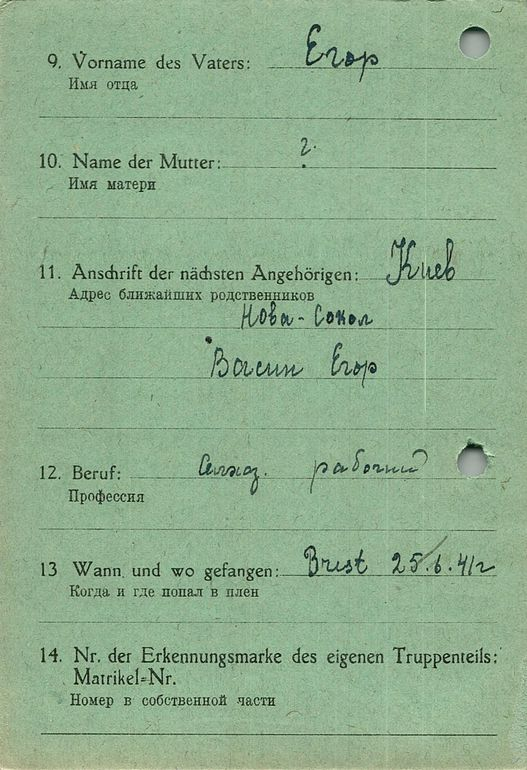 9. Vorname des Vaters: Егор
Имя отца
10. Name der Mutter: ?
Имя матери
11. Anschrift der nächsten Angehörigen: Киев
Адрес ближайших родственников
Нова-Сокол
Васин Егор
12. Beruf: рабочий
Профессия
13 Wann und wo gefangen: Brest 25.6.41г
Когда и где попал в плен
14. Nr. der Erkennungsmarke des eigenen Truppenteils:
Matrikel=Nr.
Номер в собственной части